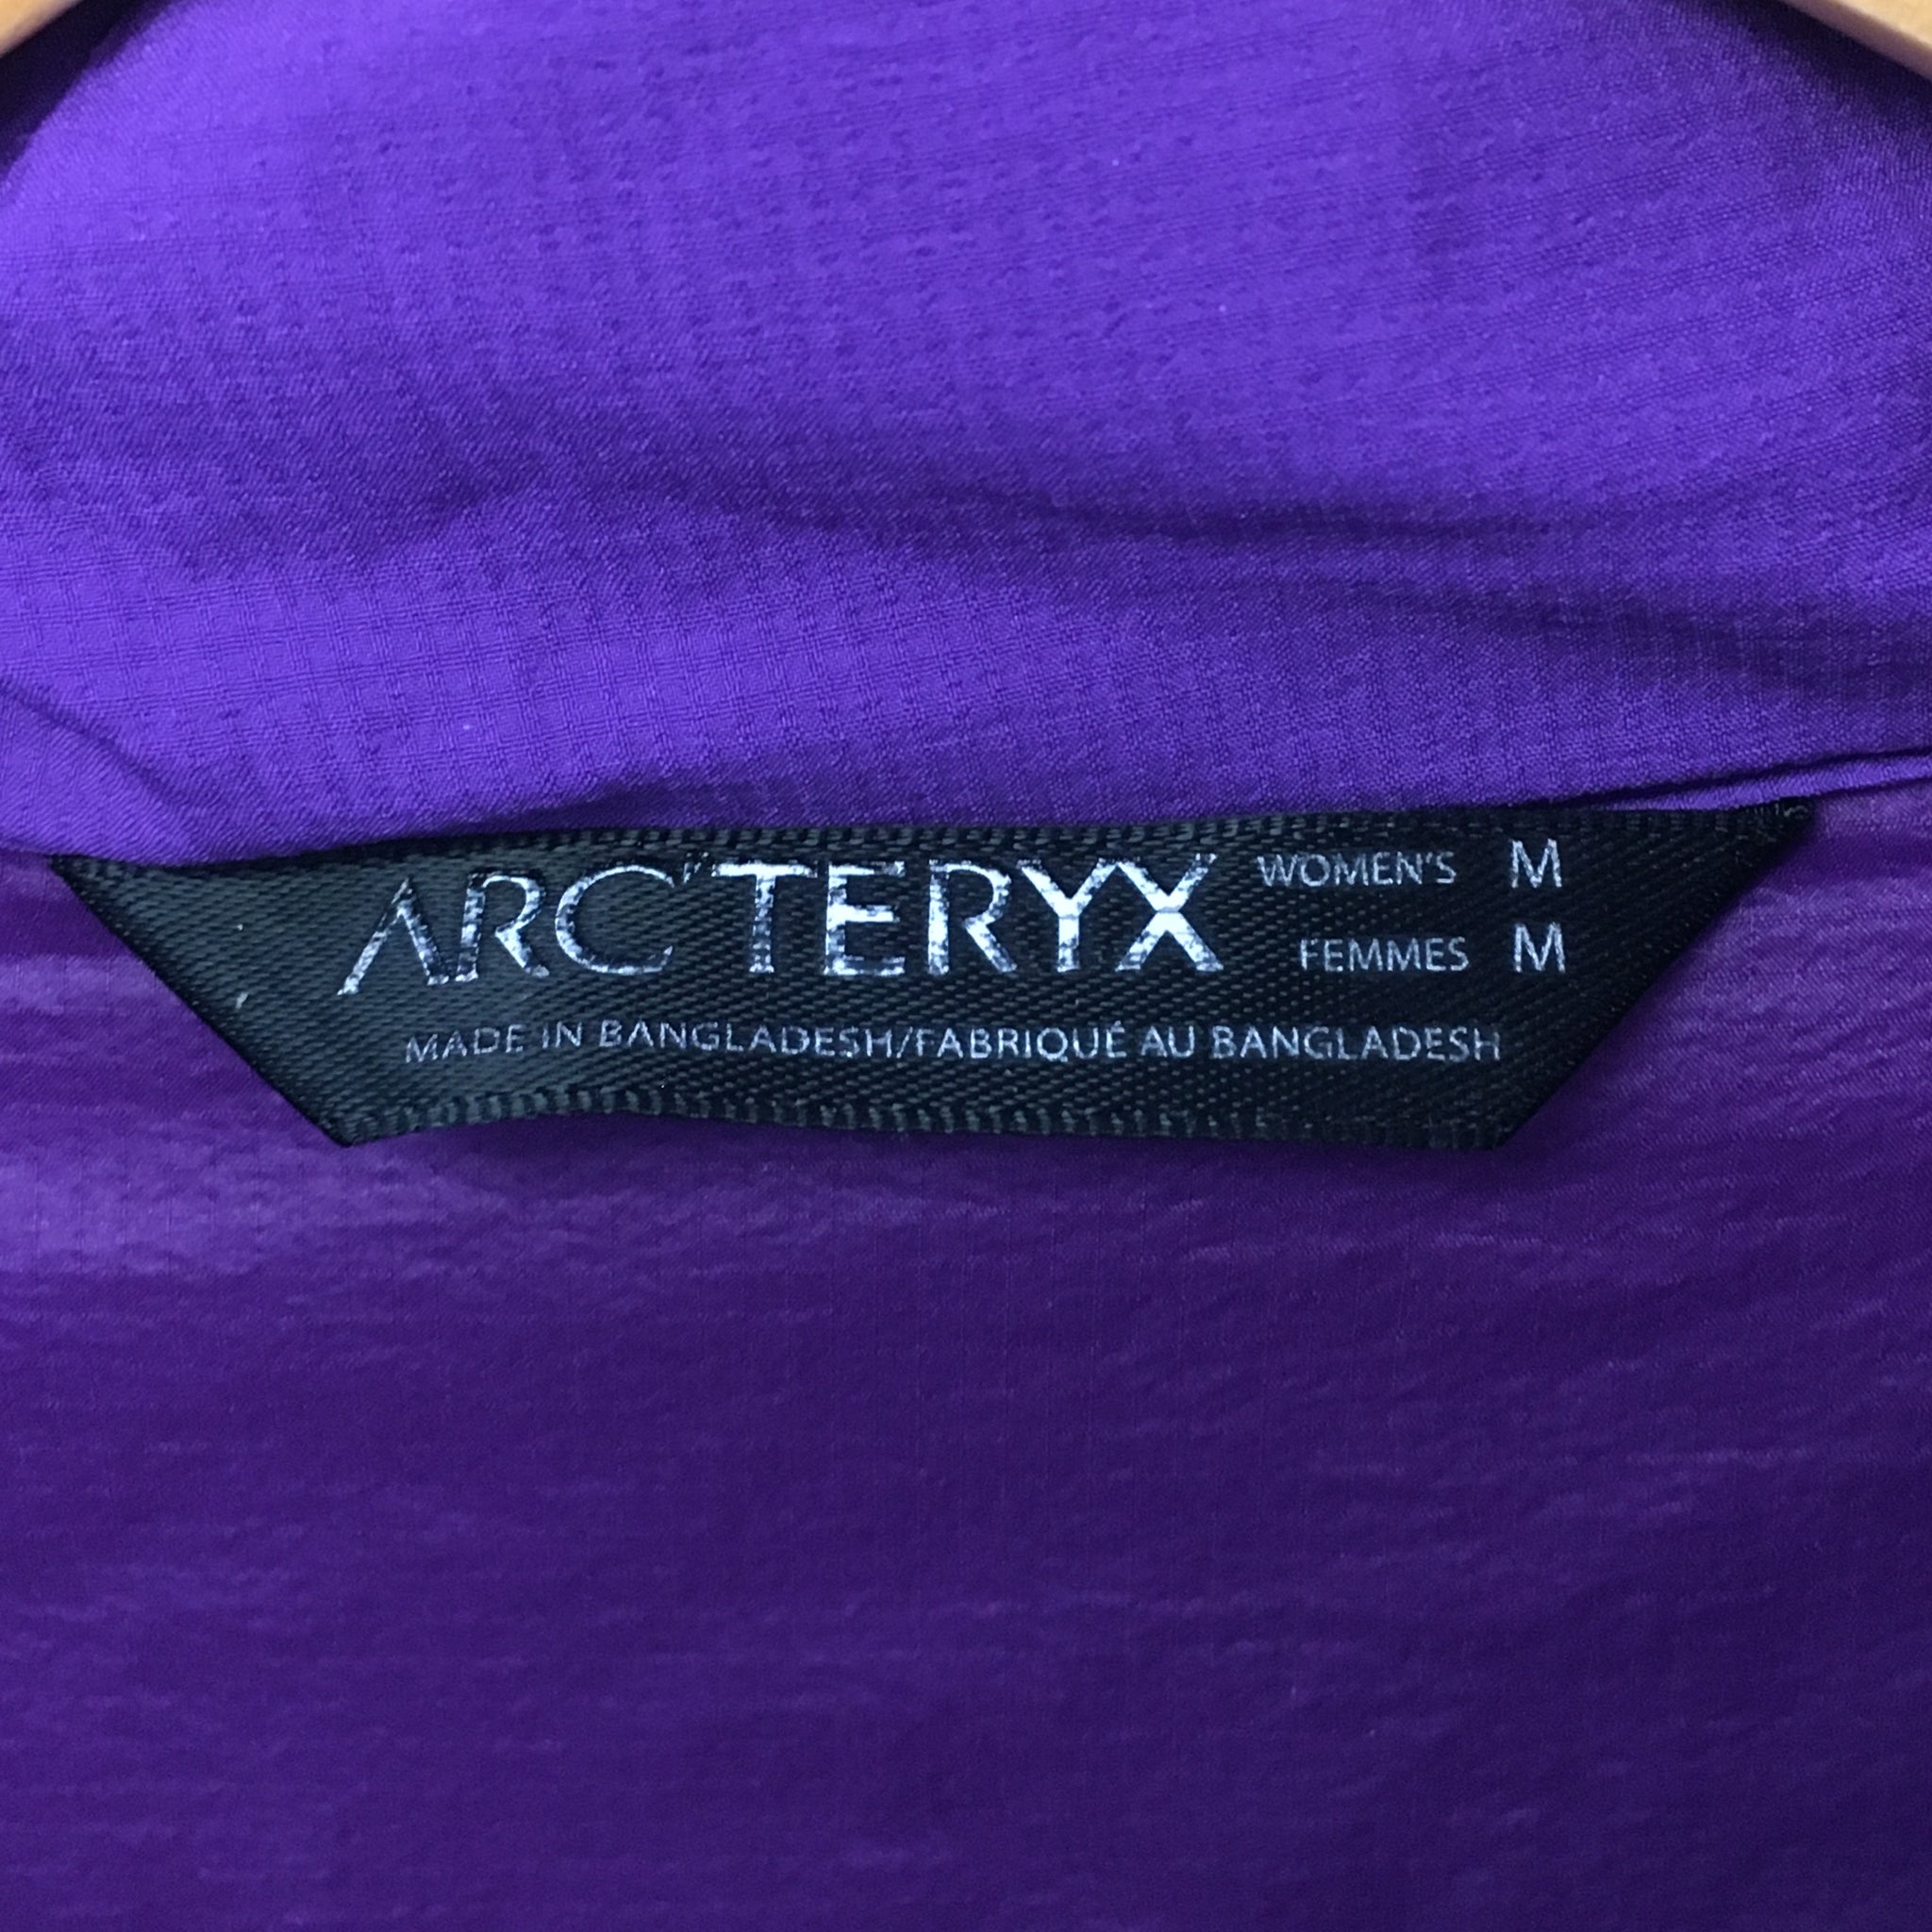 ARC'TERYX WOMEN'S M
FEMMES M
MADE IN BANGLADESH/FABRIQUÉ AU BANGLADESH